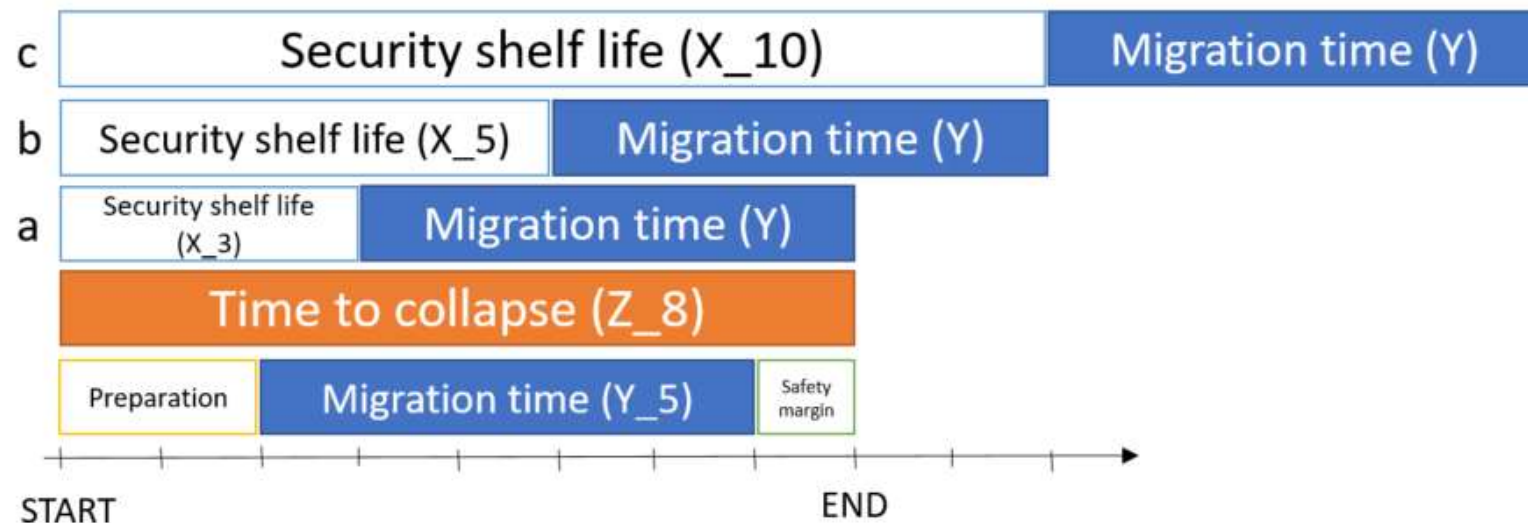 c
Security shelf life (X_10)
Migration time (Y)
b
Security shelf life (X_5)
Migration time (Y)
a
Security shelf life
(X_3)
Migration time (Y)
Time to collapse (Z_8)
Preparation
Migration time (Y_5)
Safety
margin
START
END